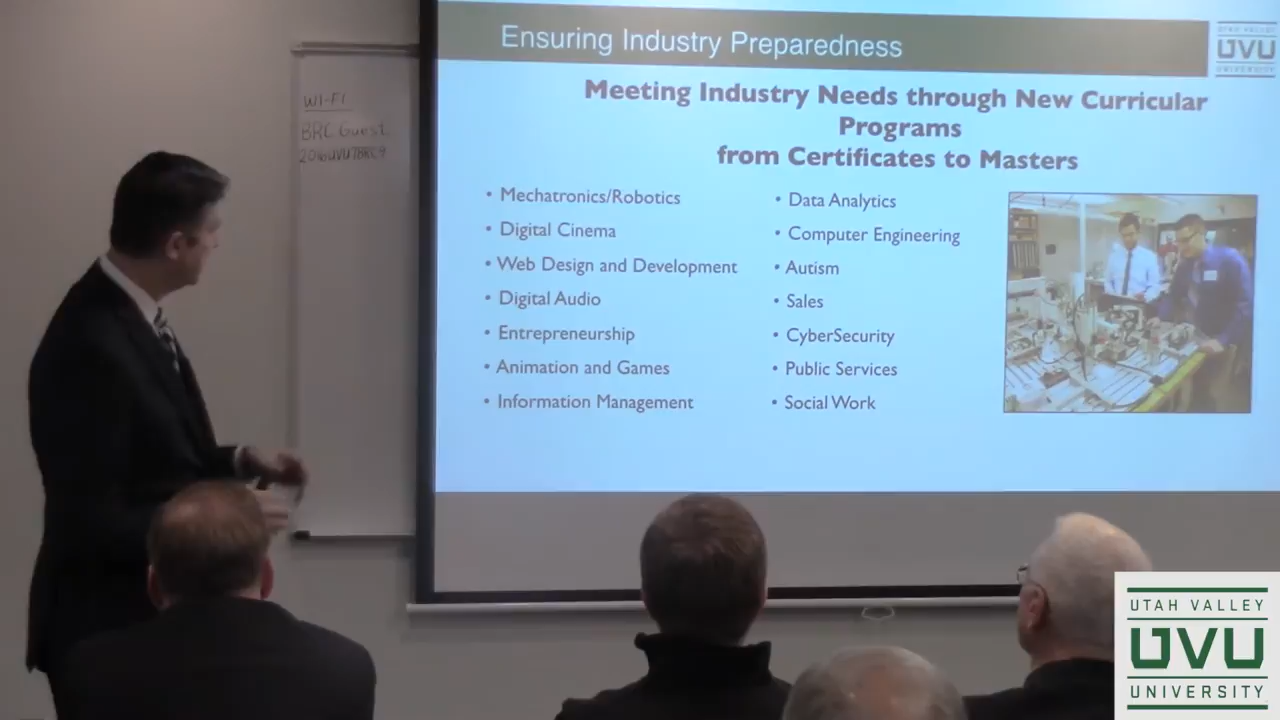 Ensuring Industry Preparedness
UTAH VALLEY
UVU
UNIVERSITY
Meeting Industry Needs through New Curricular
Programs
from Certificates to Masters
• Mechatronics/Robotics
• Digital Cinema
• Web Design and Development
• Digital Audio
• Entrepreneurship
• Animation and Games
• Information Management
• Data Analytics
• Computer Engineering
• Autism
• Sales
• CyberSecurity
• Public Services
• Social Work
WI-FI
BRC Guest
UTAH VALLEY
UVU
UNIVERSITY